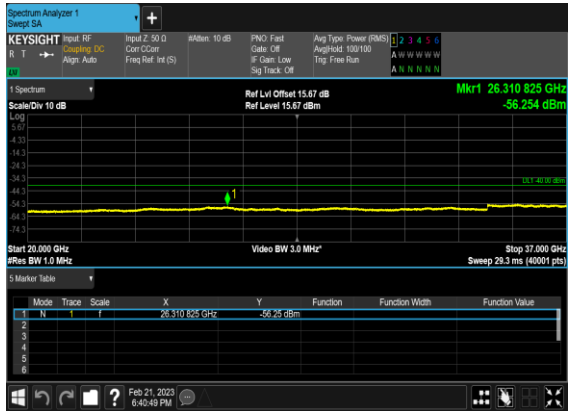 Spectrum Analyzer 1
Swept SA
+
KEYSIGHT Input: RF Input Z: 50 Ω #Atten: 10 dB PNO: Fast Avg Type: Power (RMS) 1 2 3 4 5 6
R T Coupling: DC Corr CCorr Gate: Off Avg|Hold: 100/100 A W W W W W
Align: Auto Freq Ref: Int (S) IF Gain: Low Trig: Free Run
Sig Track: Off A N N N N N
1 Spectrum Ref Lvl Offset 15.67 dB Mkr1 26.310 825 GHz
Scale/Div 10 dB Ref Level 15.67 dBm -56.254 dBm
Log
5.67
-4.33
-14.3
-24.3
-34.3
DL1 -40.00 dBm
-44.3
1
-54.3
-64.3
-74.3
Start 20.000 GHz Video BW 3.0 MHz* Stop 37.000 GHz
#Res BW 1.0 MHz Sweep 29.3 ms (40001 pts)
5 Marker Table
Mode Trace Scale X Y Function Function Width Function Value
1 N 1 f 26.310 825 GHz -56.25 dBm
2
3
4
5
6
? Feb 21, 2023
6:40:49 PM